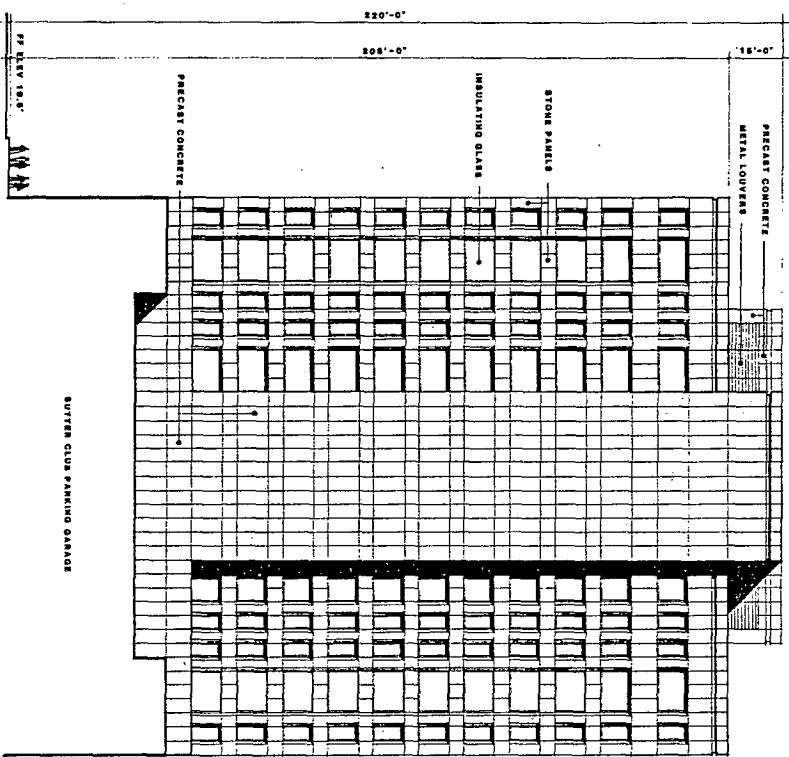 220'-0"
205'-0"
15'-0"
PRECAST CONCRETE
METAL LOUVERS
STONE PANELS
INSULATING GLASS
PRECAST CONCRETE
FF ELEV 19.5'
SUTTER CLUB PARKING GARAGE